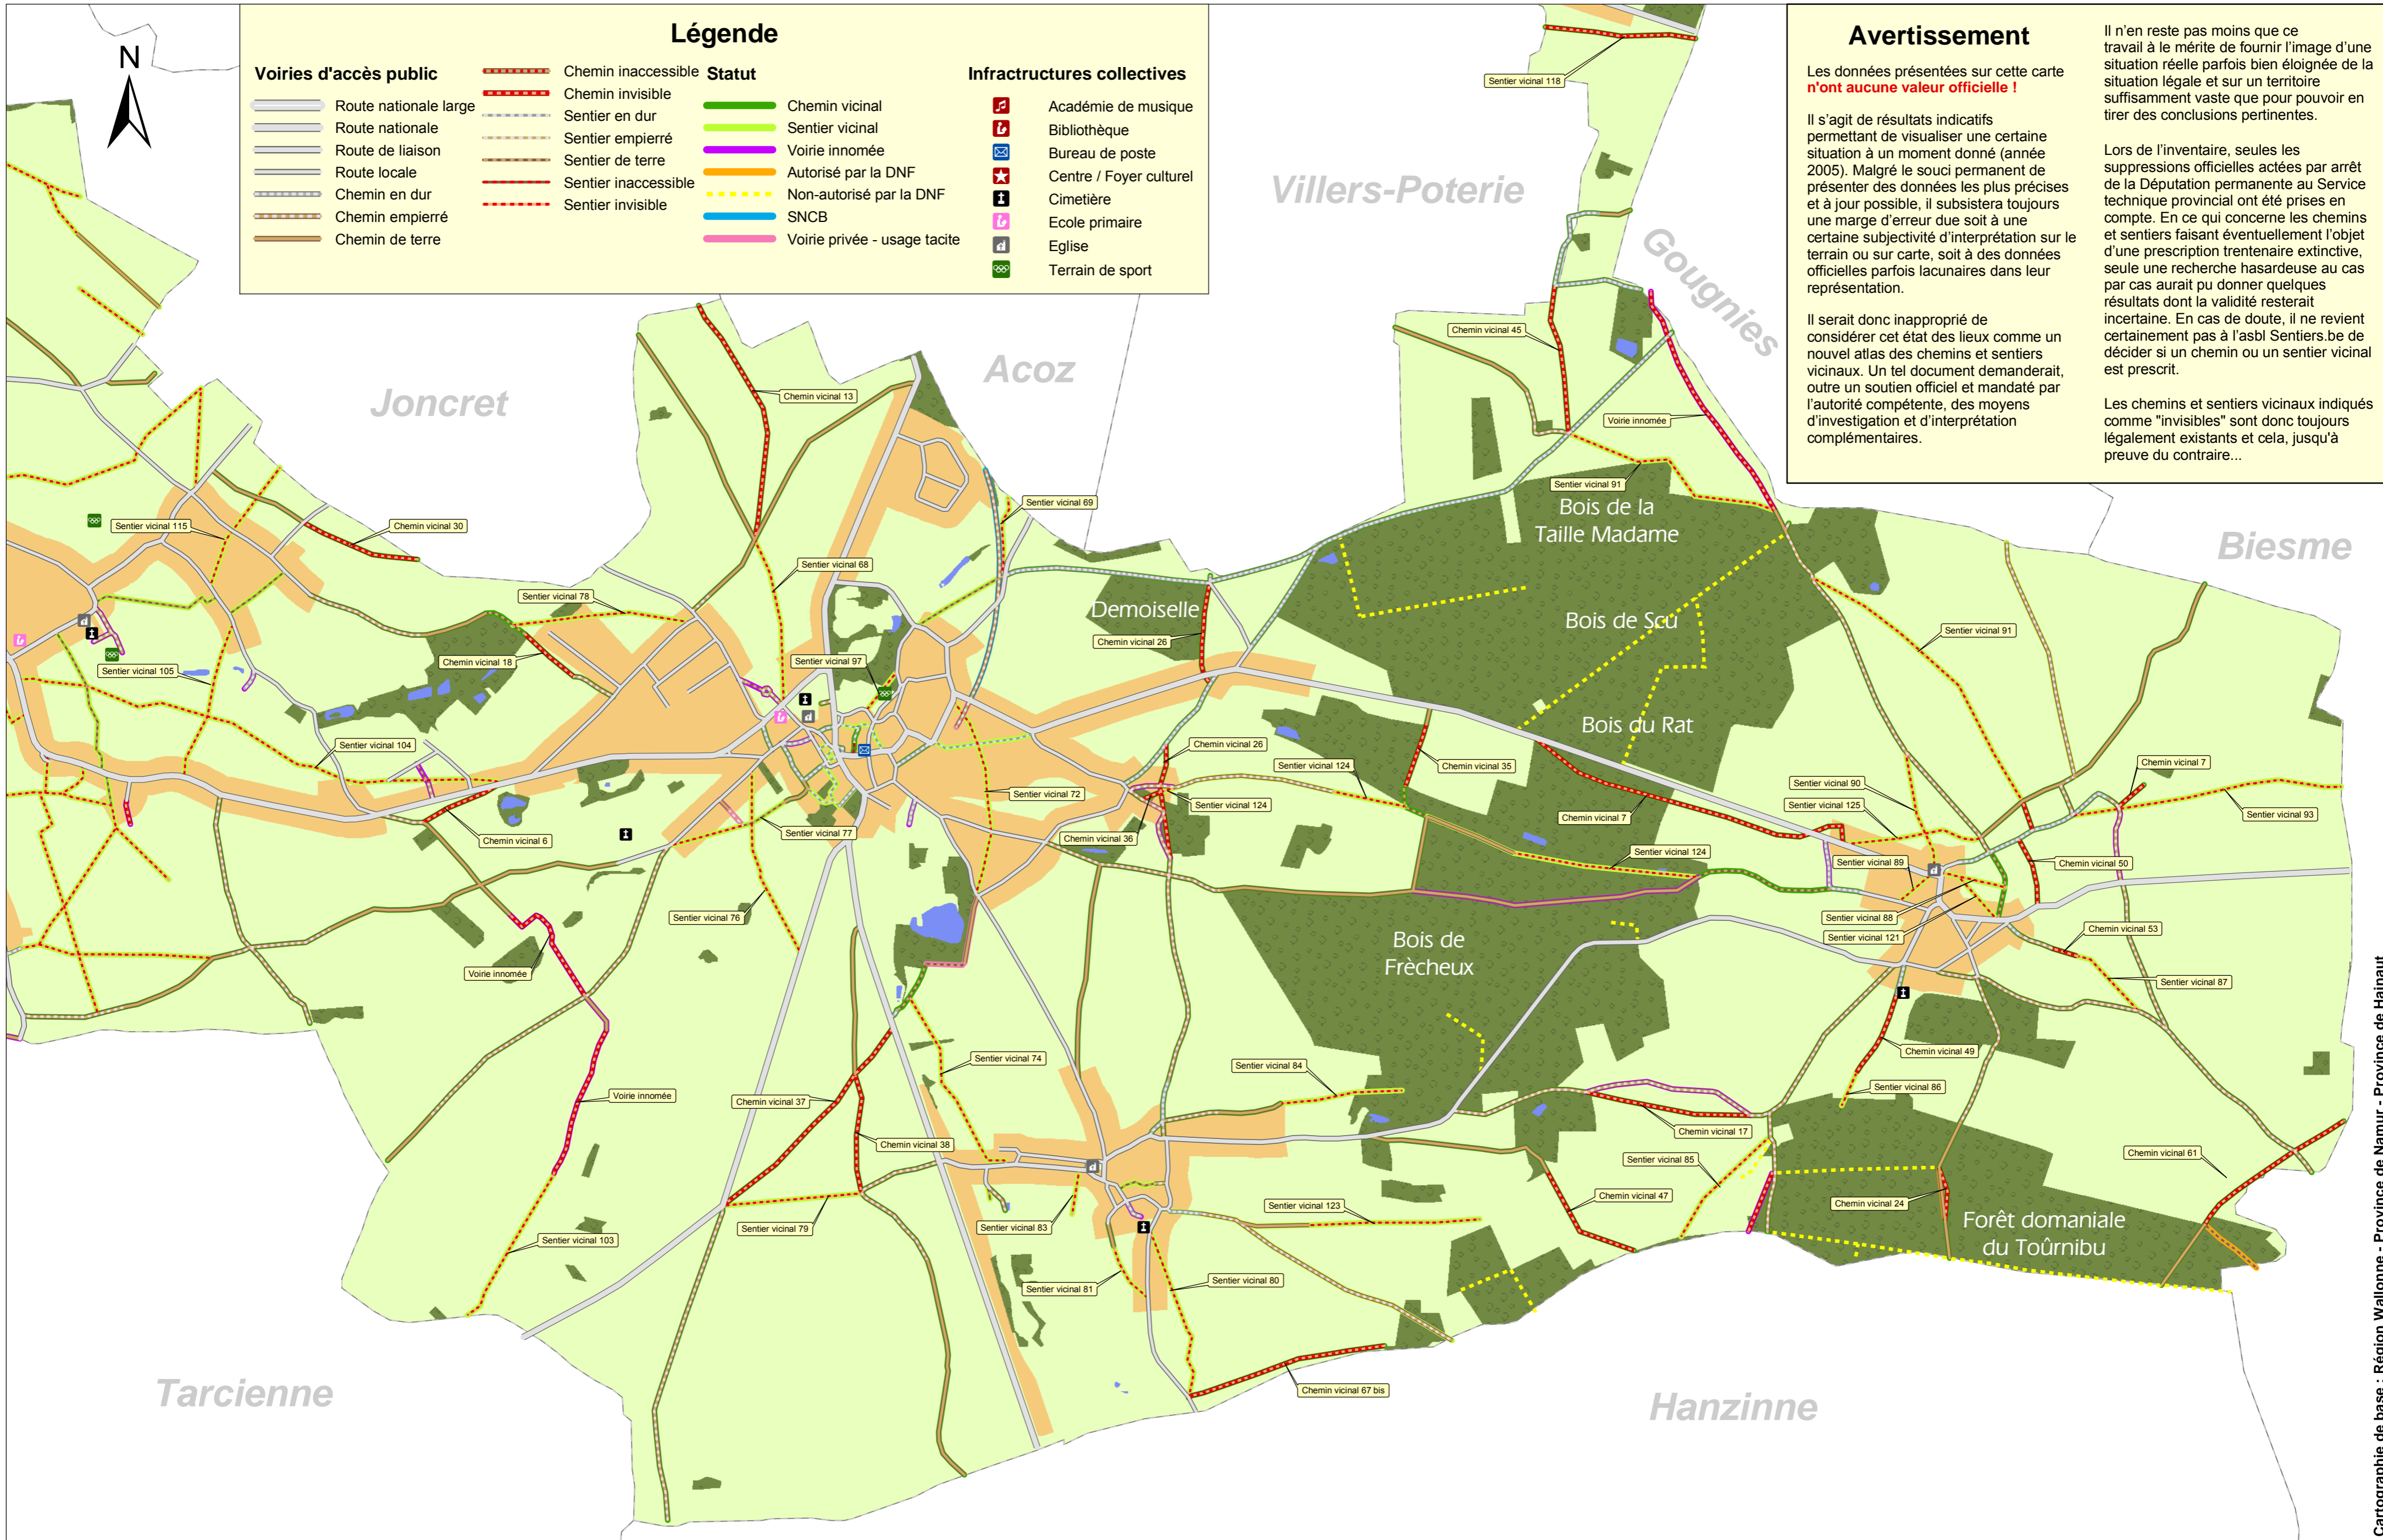 Légende
N
Voiries d'accès public
Route nationale large
Route nationale
Route de liaison
Route locale
Chemin en dur
Chemin empierré
Chemin de terre
Chemin inaccessible
Chemin invisible
Sentier en dur
Sentier empierré
Sentier de terre
Sentier inaccessible
Sentier invisible
Statut
Chemin vicinal
Sentier vicinal
Voirie innomée
Autorisé par la DNF
Non-autorisé par la DNF
SNCB
Voirie privée - usage tacite
Infractructures collectives
Académie de musique
Bibliothèque
Bureau de poste
Centre / Foyer culturel
Cimetière
Ecole primaire
Eglise
Terrain de sport
Avertissement
Les données présentées sur cette carte
n'ont aucune valeur officielle !
Il s'agit de résultats indicatifs
permettant de visualiser une certaine
situation à un moment donné (année
2005). Malgré le souci permanent de
présenter des données les plus précises
et à jour possible, il subsistera toujours
une marge d'erreur due soit à une
certaine subjectivité d'interprétation sur le
terrain ou sur carte, soit à des données
officielles parfois lacunaires dans leur
représentation.
Il serait donc inapproprié de
considérer cet état des lieux comme un
nouvel atlas des chemins et sentiers
vicinaux. Un tel document demanderait,
outre un soutien officiel et mandaté par
l'autorité compétente, des moyens
d'investigation et d'interprétation
complémentaires.
Il n'en reste pas moins que ce
travail à le mérite de fournir l'image d'une
situation réelle parfois bien éloignée de la
situation légale et sur un territoire
suffisamment vaste que pour pouvoir en
tirer des conclusions pertinentes.
Lors de l'inventaire, seules les
suppressions officielles actées par arrêt
de la Députation permanente au Service
technique provincial ont été prises en
compte. En ce qui concerne les chemins
et sentiers faisant éventuellement l'objet
d'une prescription trentenaire extinctive,
seule une recherche hasardeuse au cas
par cas aurait pu donner quelques
résultats dont la validité resterait
incertaine. En cas de doute, il ne revient
certainement pas à l'asbl Sentiers.be de
décider si un chemin ou un sentier vicinal
est prescrit.
Les chemins et sentiers vicinaux indiqués
comme "invisibles" sont donc toujours
légalement existants et cela, jusqu'à
preuve du contraire...
Sentier vicinal 118
Villers-Poterie
Gougnies
Acoz
Joncret
Biesme
Chemin vicinal 45
Chemin vicinal 13
Voirie innomée
Sentier vicinal 91
Bois de la
Taille Madame
Sentier vicinal 69
Sentier vicinal 115
Chemin vicinal 30
Sentier vicinal 68
Sentier vicinal 78
Demoiselle
Bois de Scu
Sentier vicinal 91
Chemin vicinal 26
Chemin vicinal 18
Sentier vicinal 97
Sentier vicinal 105
Bois du Rat
Sentier vicinal 104
Chemin vicinal 26
Sentier vicinal 124
Chemin vicinal 35
Chemin vicinal 7
Sentier vicinal 90
Sentier vicinal 72
Sentier vicinal 124
Sentier vicinal 125
Sentier vicinal 93
Chemin vicinal 7
Chemin vicinal 6
Sentier vicinal 77
Chemin vicinal 36
Sentier vicinal 124
Sentier vicinal 89
Chemin vicinal 50
Sentier vicinal 76
Sentier vicinal 88
Chemin vicinal 53
Sentier vicinal 121
Bois de
Frècheux
Voirie innomée
Sentier vicinal 87
Sentier vicinal 74
Sentier vicinal 84
Chemin vicinal 49
Sentier vicinal 86
Voirie innomée
Chemin vicinal 37
Chemin vicinal 38
Chemin vicinal 17
Chemin vicinal 61
Sentier vicinal 85
Chemin vicinal 47
Chemin vicinal 24
Sentier vicinal 123
Sentier vicinal 79
Sentier vicinal 83
Forêt domaniale
du Toûrnibu
Sentier vicinal 103
Sentier vicinal 81
Sentier vicinal 80
Chemin vicinal 67 bis
Tarcienne
Hanzinne
Cartographie de base : Région Wallonne - Province de Namur - Province de Hainaut